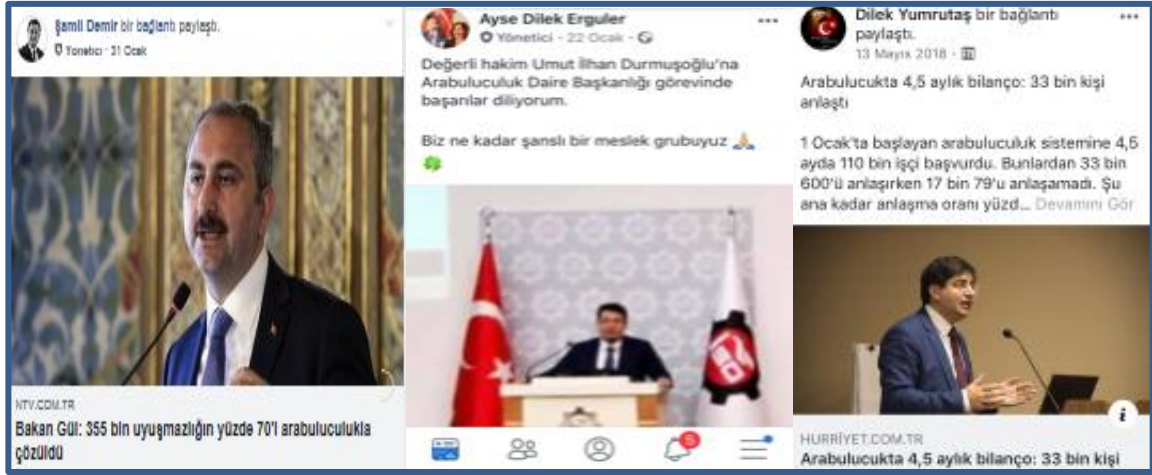 Şamil Demir bir bağlantı paylaştı.
Yönetici · 31 Ocak
NTV.COM.TR
Bakan Gül: 355 bin uyuşmazlığın yüzde 70'i arabuluculukla
çözüldü
Ayse Dilek Erguler
Yönetici · 22 Ocak ·
Değerli hakim Umut İlhan Durmuşoğlu'na
Arabuluculuk Daire Başkanlığı görevinde
başarılar diliyorum.
Biz ne kadar şanslı bir meslek grubuyuz 🙏🏼
🍀
5
Dilek Yumrutaş bir bağlantı
paylaştı.
13 Mayıs 2018 ·
Arabulucukta 4,5 aylık bilanço: 33 bin kişi
anlaştı
1 Ocak'ta başlayan arabuluculuk sistemine 4,5
ayda 110 bin işçi başvurdu. Bunlardan 33 bin
600'ü anlaşırken 17 bin 79'u anlaşamadı. Şu
ana kadar anlaşma oranı yüzd... Devamını Gör
i
HURRİYET.COM.TR
Arabulucukta 4,5 aylık bilanço: 33 bin kişi